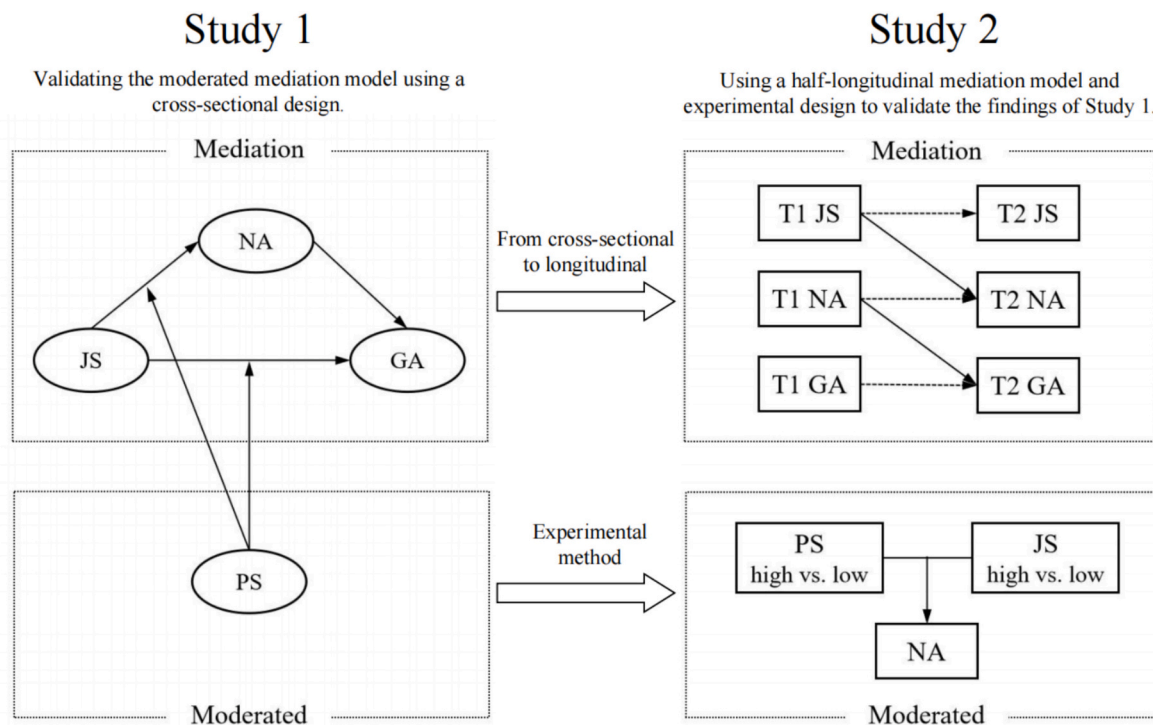 Study 1
Validating the moderated mediation model using a
cross-sectional design.
Mediation
NA
JS
GA
PS
Moderated
From cross-sectional
to longitudinal
Experimental
method
Study 2
Using a half-longitudinal mediation model and
experimental design to validate the findings of Study 1.
Mediation
T1 JS
T2 JS
T1 NA
T2 NA
T1 GA
T2 GA
PS
high vs. low
JS
high vs. low
NA
Moderated